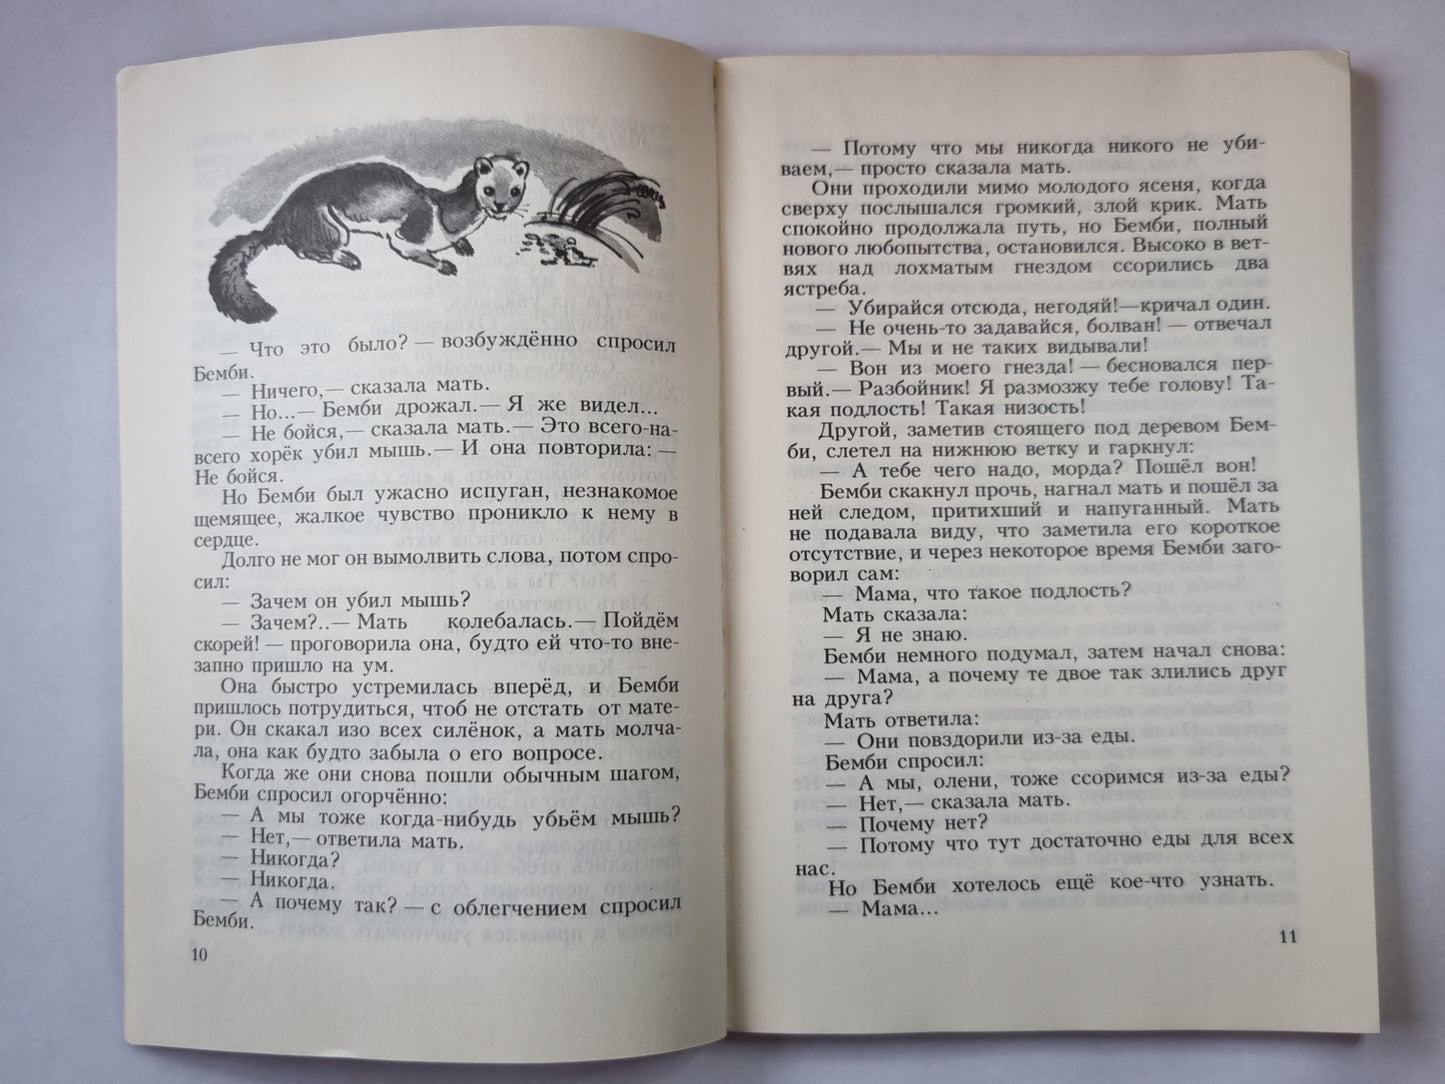 — Что это было? — возбуждённо спросил
Бемби.
— Ничего,— сказала мать.
— Но...— Бемби дрожал.— Я же видел...
— Не бойся,— сказала мать.— Это всего-на-
всего хорёк убил мышь.— И она повторила: —
Не бойся.
Но Бемби был ужасно испуган, незнакомое
щемящее, жалкое чувство проникло к нему в
сердце.
Долго не мог он вымолвить слова, потом спро-
сил:
— Зачем он убил мышь?
— Зачем?..— Мать колебалась.— Пойдём
скорей! — проговорила она, будто ей что-то вне-
запно пришло на ум.
Она быстро устремилась вперёд, и Бемби
пришлось потрудиться, чтоб не отстать от мате-
ри. Он скакал изо всех силёнок, а мать молча-
ла, она как будто забыла о его вопросе.
Когда же они снова пошли обычным шагом,
Бемби спросил огорчённо:
— А мы тоже когда-нибудь убьём мышь?
— Нет,— ответила мать.
— Никогда?
— Никогда.
— А почему так? — с облегчением спросил
Бемби.
10
— Потому что мы никогда никого не уби-
ваем,— просто сказала мать.
Они проходили мимо молодого ясеня, когда
сверху послышался громкий, злой крик. Мать
спокойно продолжала путь, но Бемби, полный
нового любопытства, остановился. Высоко в вет-
вях над лохматым гнездом ссорились два
ястреба.
— Убирайся отсюда, негодяй!—кричал один.
— Не очень-то задавайся, болван! — отвечал
другой.— Мы и не таких видывали!
— Вон из моего гнезда! — бесновался пер-
вый.— Разбойник! Я размозжу тебе голову! Та-
кая подлость! Такая низость!
Другой, заметив стоящего под деревом Бем-
би, слетел на нижнюю ветку и гаркнул:
— А тебе чего надо, морда? Пошёл вон!
Бемби скакнул прочь, нагнал мать и пошёл за
ней следом, притихший и напуганный. Мать
не подавала виду, что заметила его короткое
отсутствие, и через некоторое время Бемби заго-
ворил сам:
— Мама, что такое подлость?
Мать сказала:
— Я не знаю.
Бемби немного подумал, затем начал снова:
— Мама, а почему те двое так злились друг
на друга?
Мать ответила:
— Они повздорили из-за еды.
Бемби спросил:
— А мы, олени, тоже ссоримся из-за еды?
— Нет,— сказала мать.
— Почему нет?
— Потому что тут достаточно еды для всех
нас.
Но Бемби хотелось ещё кое-что узнать.
— Мама...
11